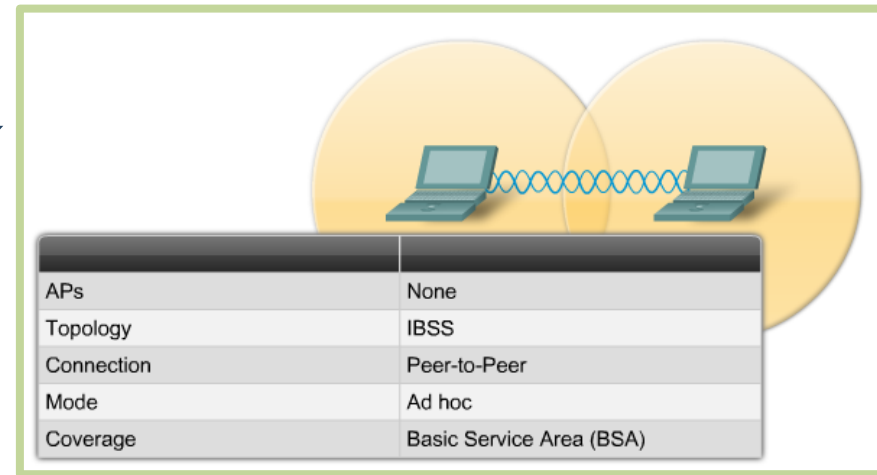 APs None
Topology IBSS
Connection Peer-to-Peer
Mode Ad hoc
Coverage Basic Service Area (BSA)